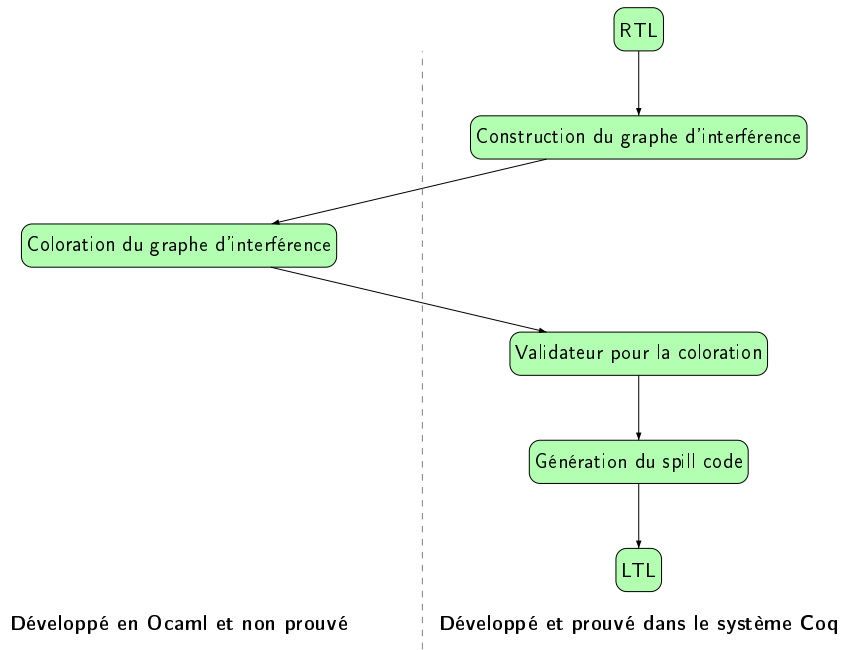 RTL
Construction du graphe d'interférence
Coloration du graphe d'interférence
Validateur pour la coloration
Génération du spill code
LTL
Développé en Ocaml et non prouvé
Développé et prouvé dans le système Coq